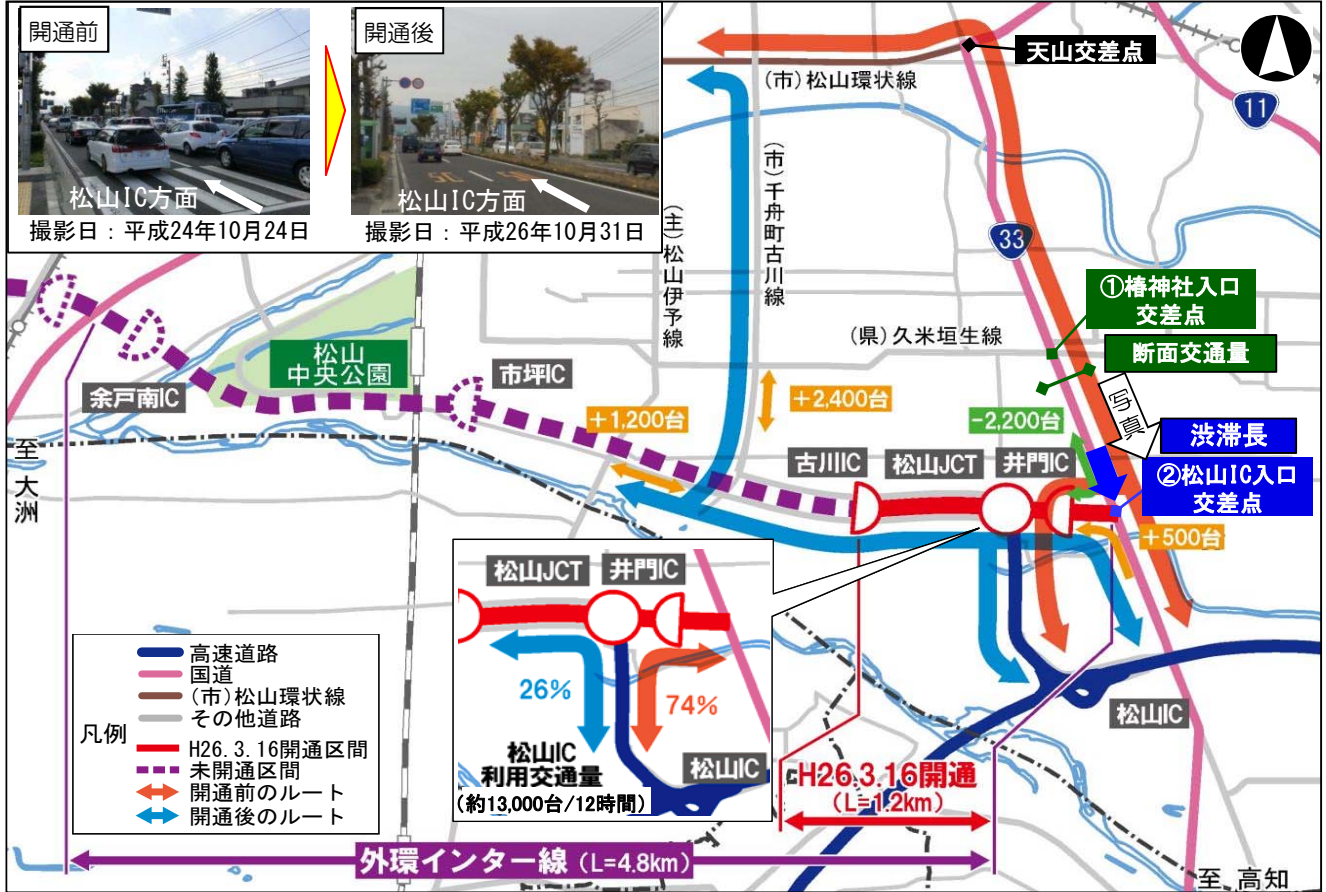 開通前
開通後
松山IC方面
松山IC方面
撮影日：平成24年10月24日
撮影日：平成26年10月31日
天山交差点
(市)松山環状線
11
(市)千舟町古川線
(主)松山伊予線
33
①椿神社入口
交差点
断面交通量
(県)久米垣生線
松山
中央公園
市坪IC
余戸南IC
至大洲
+1,200台
+2,400台
-2,200台
写真
渋滞長
②松山IC入口
交差点
古川IC
松山JCT
井門IC
+500台
松山JCT
井門IC
26%
74%
松山IC
利用交通量
(約13,000台/12時間)
松山IC
松山IC
H26.3.16開通
(L=1.2km)
凡例
高速道路
国道
(市)松山環状線
その他道路
H26.3.16開通区間
未開通区間
開通前のルート
開通後のルート
外環インター線 (L=4.8km)
至 高知